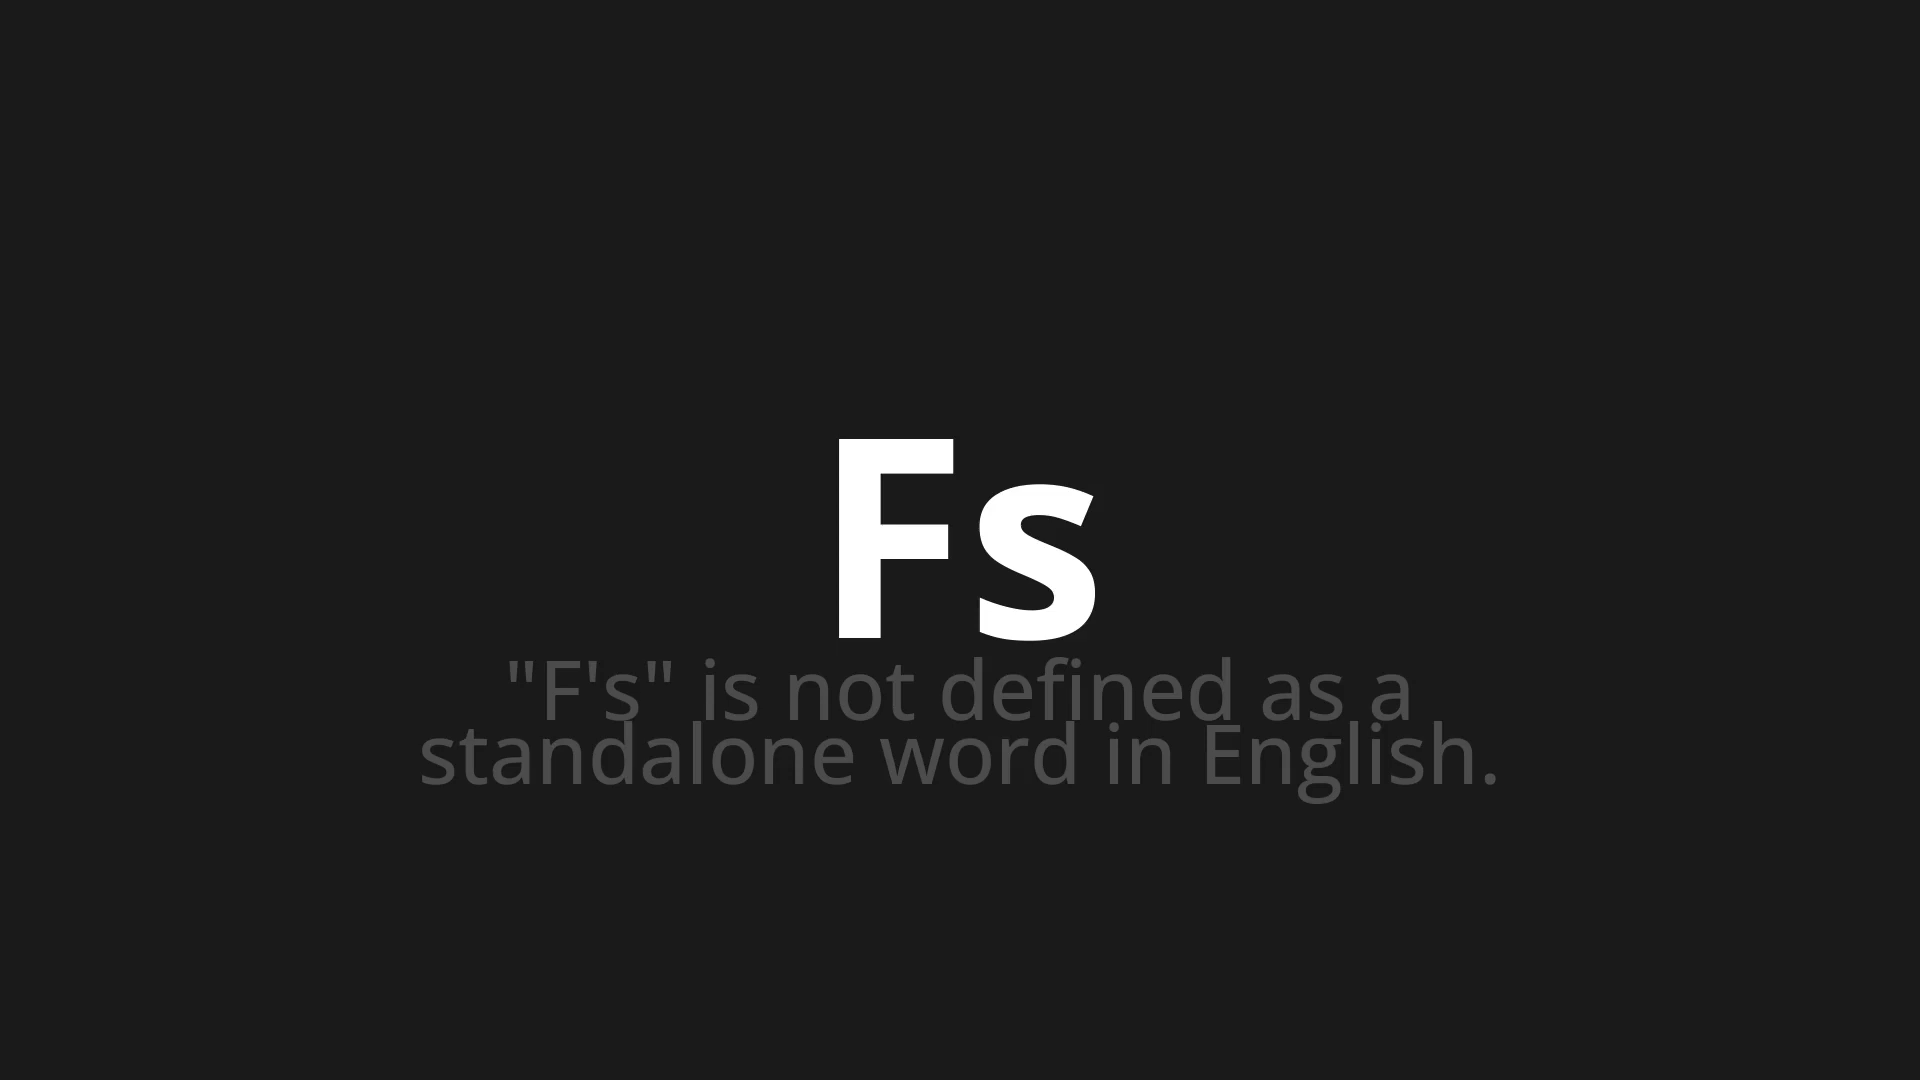 Fs
"F's" is not defined as a
standalone word in English.